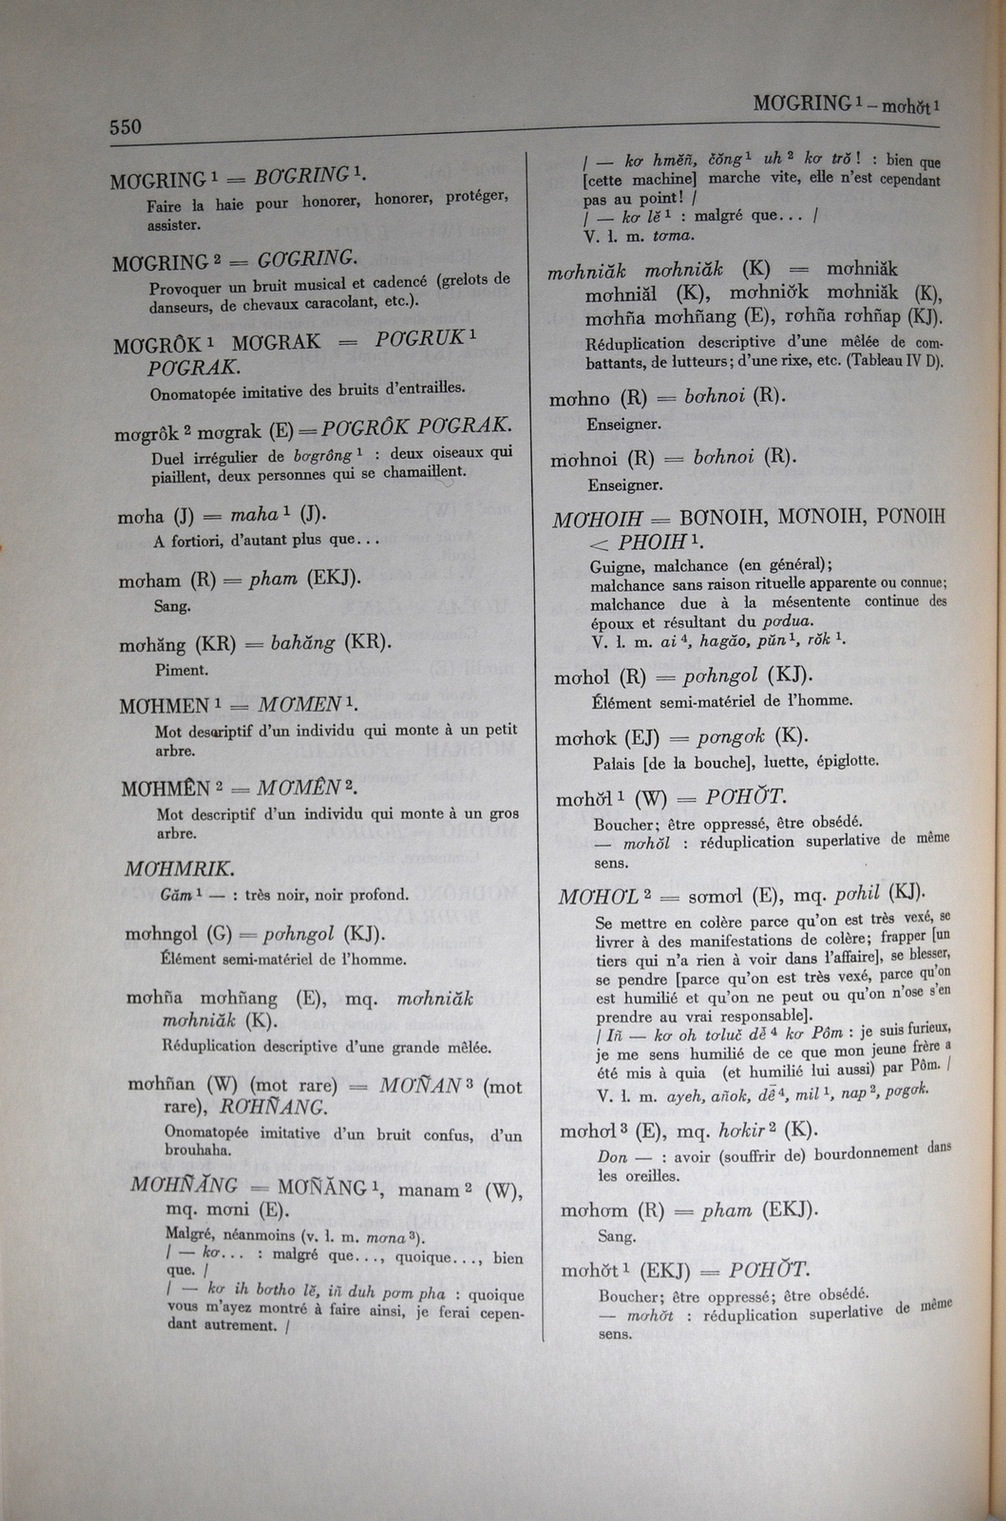 550
MƠGRING ¹ – mơhơ̆t ¹
MƠGRING ¹ = BƠGRING ¹.
Faire la haie pour honorer, honorer, protéger,
assister.
MƠGRING ² = GƠGRING.
Provoquer un bruit musical et cadencé (grelots de
danseurs, de chevaux caracolant, etc.).
MƠGRÔK ¹ MƠGRAK = PƠGRUK ¹
PƠGRAK.
Onomatopée imitative des bruits d'entrailles.
mơgrôk ² mơgrak (E) = PƠGRÔK PƠGRAK.
Duel irrégulier de bơgrông ¹ : deux oiseaux qui
piaillent, deux personnes qui se chamaillent.
mơha (J) = maha ¹ (J).
A fortiori, d'autant plus que...
mơham (R) = pham (EKJ).
Sang.
mơhăng (KR) = bahăng (KR).
Piment.
MƠHMEN ¹ = MƠMEN ¹.
Mot descriptif d'un individu qui monte à un petit
arbre.
MƠHMÊN ² = MƠMÊN ².
Mot descriptif d'un individu qui monte à un gros
arbre.
MƠHMRIK.
Găm ¹ — : très noir, noir profond.
mơhngol (G) = pơhngol (KJ).
Élément semi-matériel de l'homme.
mơhña mơhñang (E), mq. mơhniăk
mơhniăk (K).
Réduplication descriptive d'une grande mêlée.
mơhñan (W) (mot rare) = MƠÑAN ³ (mot
rare), RƠHÑANG.
Onomatopée imitative d'un bruit confus, d'un
brouhaha.
MƠHÑĂNG = MƠÑĂNG ¹, manam ² (W),
mq. mơni (E).
Malgré, néanmoins (v. l. m. mơna ³).
/ — kơ... : malgré que..., quoique..., bien
que. /
/ — kơ ih bơtho lĕ, iñ duh pơm pha : quoique
vous m'ayez montré à faire ainsi, je ferai cepen-
dant autrement. /
/ — kơ hmĕñ, čŏng ¹ uh ² kơ trŏ ! : bien que
[cette machine] marche vite, elle n'est cependant
pas au point! /
/ — kơ lĕ ¹ : malgré que... /
V. l. m. tơma.
mơhniăk mơhniăk (K) = mơhniăk
mơhniăl (K), mơhniơ̆k mơhniăk (K),
mơhña mơhñang (E), rơhña rơhñap (KJ).
Réduplication descriptive d'une mêlée de com-
battants, de lutteurs; d'une rixe, etc. (Tableau IV D).
mơhno (R) = bơhnoi (R).
Enseigner.
mơhnoi (R) = bơhnoi (R).
Enseigner.
MƠHOIH = BƠNOIH, MƠNOIH, PƠNOIH
< PHOIH ¹.
Guigne, malchance (en général);
malchance sans raison rituelle apparente ou connue;
malchance due à la mésentente continue des
époux et résultant du pơdua.
V. l. m. ai ⁴, hagăo, pŭn ¹, rŏk ¹.
mơhol (R) = pơhngol (KJ).
Élément semi-matériel de l'homme.
mơhơk (EJ) = pơngơk (K).
Palais [de la bouche], luette, épiglotte.
mơhơ̆l ¹ (W) = PƠHƠ̆T.
Boucher; être oppressé, être obsédé.
— mơhơ̆l : réduplication superlative de même
sens.
MƠHƠL ² = sơmơl (E), mq. pơhil (KJ).
Se mettre en colère parce qu'on est très vexé, se
livrer à des manifestations de colère; frapper [un
tiers qui n'a rien à voir dans l'affaire], se blesser,
se pendre [parce qu'on est très vexé, parce qu'on
est humilié et qu'on ne peut ou qu'on n'ose s'en
prendre au vrai responsable].
/ Iñ — kơ oh tơluč dĕ̀ ⁴ kơ Pôm : je suis furieux,
je me sens humilié de ce que mon jeune frère a
été mis à quia (et humilié lui aussi) par Pôm. /
V. l. m. ayeh, añok, dê̆ ⁴, mil ¹, nap ², pơgơk.
mơhơl ³ (E), mq. hơkir ² (K).
Don — : avoir (souffrir de) bourdonnement dans
les oreilles.
mơhơm (R) = pham (EKJ).
Sang.
mơhơ̆t ¹ (EKJ) = PƠHƠ̆T.
Boucher; être oppressé; être obsédé.
— mơhơ̆t : réduplication superlative de même
sens.